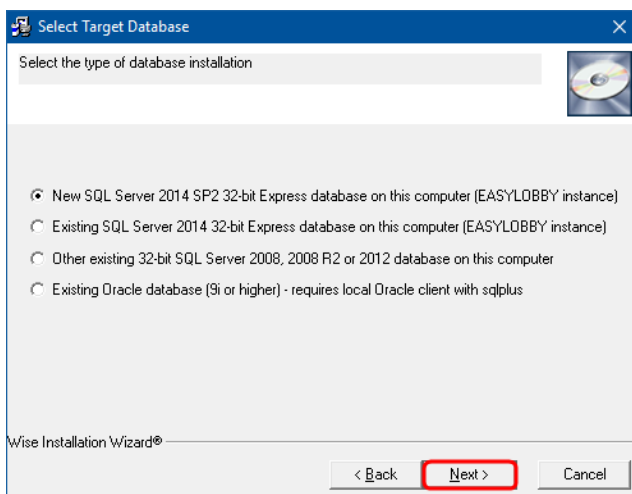 Select Target Database
Select the type of database installation
New SQL Server 2014 SP2 32-bit Express database on this computer (EASYLOBBY instance)
Existing SQL Server 2014 32-bit Express database on this computer (EASYLOBBY instance)
Other existing 32-bit SQL Server 2008, 2008 R2 or 2012 database on this computer
Existing Oracle database (9i or higher) - requires local Oracle client with sqlplus
Wise Installation Wizard®
< Back Next > Cancel